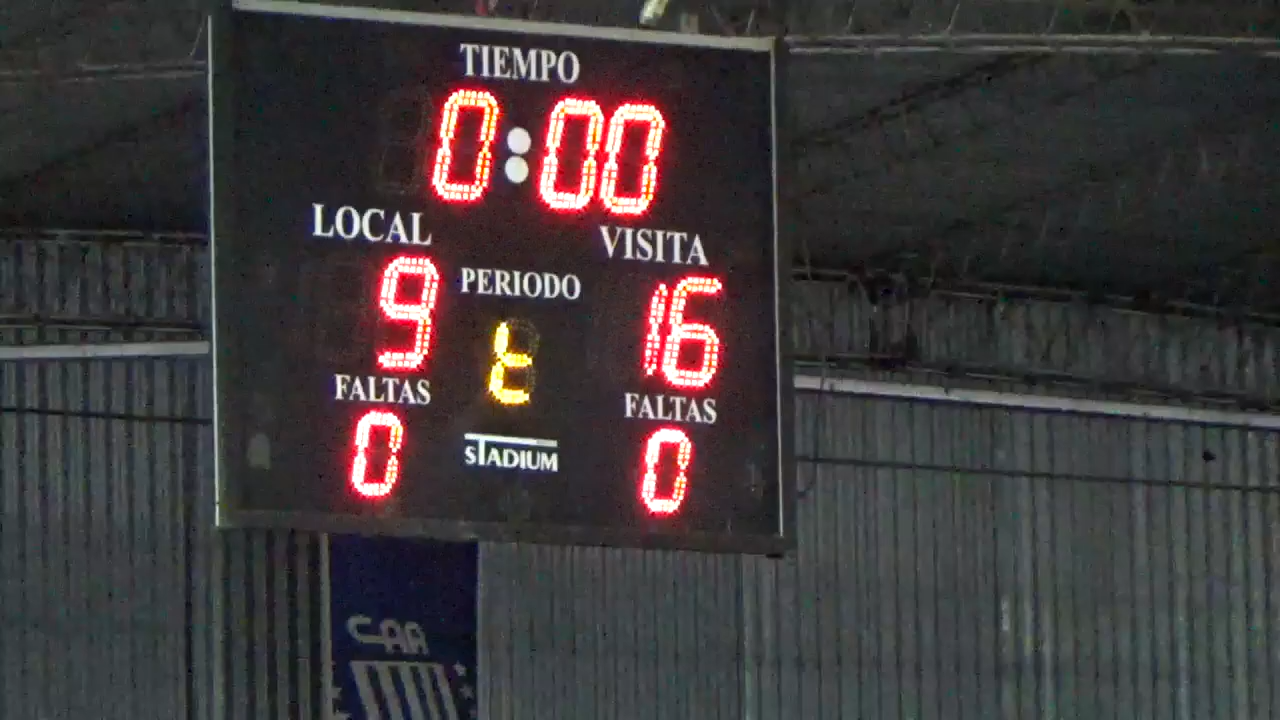 TIEMPO
0:00
LOCAL VISITA
PERIODO
9 t 16
FALTAS FALTAS
0 0
STADIUM
CAA